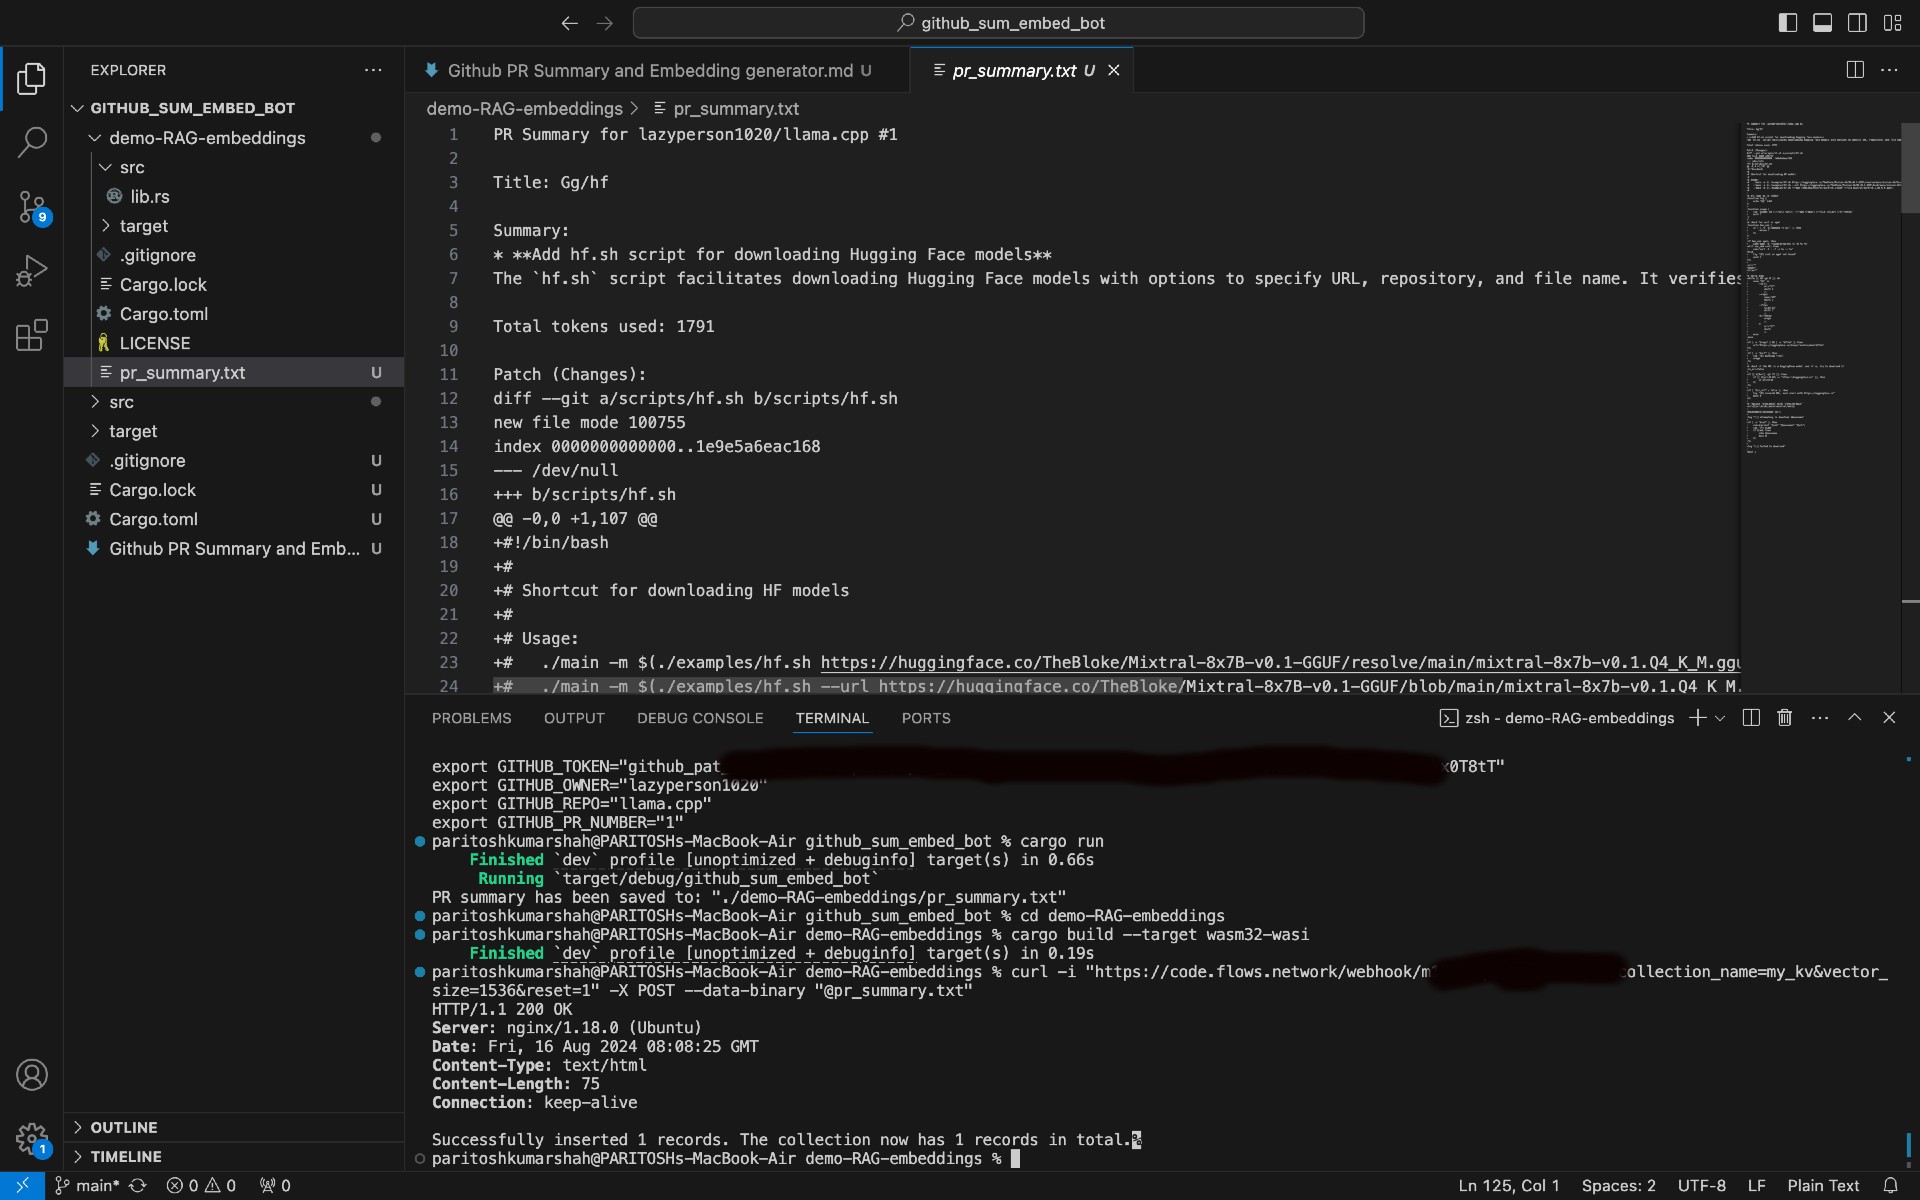 github_sum_embed_bot
EXPLORER
GITHUB_SUM_EMBED_BOT
demo-RAG-embeddings
src
lib.rs
target
.gitignore
Cargo.lock
Cargo.toml
LICENSE
pr_summary.txt U
src
target
.gitignore U
Cargo.lock U
Cargo.toml U
Github PR Summary and Emb... U
OUTLINE
TIMELINE
9
1
Github PR Summary and Embedding generator.md U
pr_summary.txt U
demo-RAG-embeddings > pr_summary.txt
1 PR Summary for lazyperson1020/llama.cpp #1
2
3 Title: Gg/hf
4
5 Summary:
6 * **Add hf.sh script for downloading Hugging Face models**
7 The `hf.sh` script facilitates downloading Hugging Face models with options to specify URL, repository, and file name. It verifies
8
9 Total tokens used: 1791
10
11 Patch (Changes):
12 diff --git a/scripts/hf.sh b/scripts/hf.sh
13 new file mode 100755
14 index 0000000000000..1e9e5a6eac168
15 --- /dev/null
16 +++ b/scripts/hf.sh
17 @@ -0,0 +1,107 @@
18 +#!/bin/bash
19 +#
20 +# Shortcut for downloading HF models
21 +#
22 +# Usage:
23 +#   ./main -m $(./examples/hf.sh https://huggingface.co/TheBloke/Mixtral-8x7B-v0.1-GGUF/resolve/main/mixtral-8x7b-v0.1.Q4_K_M.ggu
24 +#   ./main -m $(./examples/hf.sh --url https://huggingface.co/TheBloke/Mixtral-8x7B-v0.1-GGUF/blob/main/mixtral-8x7b-v0.1.Q4_K_M.
PROBLEMS OUTPUT DEBUG CONSOLE TERMINAL PORTS
zsh - demo-RAG-embeddings
export GITHUB_TOKEN="github_pat_ 0T8tT"
export GITHUB_OWNER="lazyperson1020"
export GITHUB_REPO="llama.cpp"
export GITHUB_PR_NUMBER="1"
paritoshkumarshah@PARITOSHs-MacBook-Air github_sum_embed_bot % cargo run
Finished `dev` profile [unoptimized + debuginfo] target(s) in 0.66s
Running `target/debug/github_sum_embed_bot`
PR summary has been saved to: "./demo-RAG-embeddings/pr_summary.txt"
paritoshkumarshah@PARITOSHs-MacBook-Air github_sum_embed_bot % cd demo-RAG-embeddings
paritoshkumarshah@PARITOSHs-MacBook-Air demo-RAG-embeddings % cargo build --target wasm32-wasi
Finished `dev` profile [unoptimized + debuginfo] target(s) in 0.19s
paritoshkumarshah@PARITOSHs-MacBook-Air demo-RAG-embeddings % curl -i "https://code.flows.network/webhook/m collection_name=my_kv&vector_
size=1536&reset=1" -X POST --data-binary "@pr_summary.txt"
HTTP/1.1 200 OK
Server: nginx/1.18.0 (Ubuntu)
Date: Fri, 16 Aug 2024 08:08:25 GMT
Content-Type: text/html
Content-Length: 75
Connection: keep-alive

Successfully inserted 1 records. The collection now has 1 records in total.%
paritoshkumarshah@PARITOSHs-MacBook-Air demo-RAG-embeddings %
main* 0 0 0
Ln 125, Col 1 Spaces: 2 UTF-8 LF Plain Text